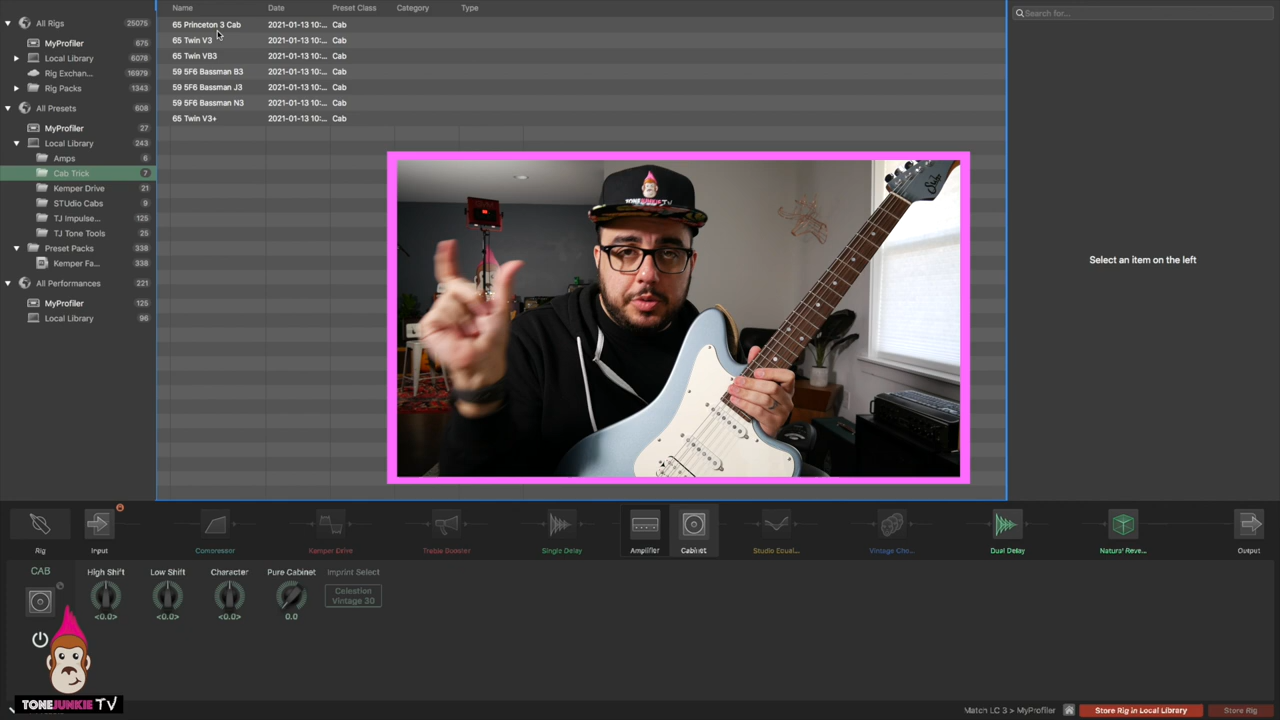 All Rigs 25075
MyProfiler 675
Local Library 6078
Rig Exchan... 16979
Rig Packs 1343
All Presets 608
MyProfiler 27
Local Library 243
Amps 6
Cab Trick 7
Kemper Drive 21
STUdio Cabs 9
TJ Impulse... 125
TJ Tone Tools 25
Preset Packs 338
Kemper Fa... 338
All Performances 221
MyProfiler 125
Local Library 96
Name Date Preset Class Category Type
65 Princeton 3 Cab 2021-01-13 10:... Cab
65 Twin V3 2021-01-13 10:... Cab
65 Twin VB3 2021-01-13 10:... Cab
59 5F6 Bassman B3 2021-01-13 10:... Cab
59 5F6 Bassman J3 2021-01-13 10:... Cab
59 5F6 Bassman N3 2021-01-13 10:... Cab
65 Twin V3+ 2021-01-13 10:... Cab
Search for...
Select an item on the left
TONEJUNKIE TV
Suhr
Rig Input Compressor Kemper Drive Treble Booster Single Delay Amplifier Cabinet Studio Equal... Vintage Cho... Dual Delay Natural Reve... Output
CAB High Shift Low Shift Character Pure Cabinet Imprint Select
Celestion
Vintage 30
<0.0> <0.0> <0.0> 0.0
TONEJUNKIE TV
Match LC 3 > MyProfiler Store Rig in Local Library Store Rig